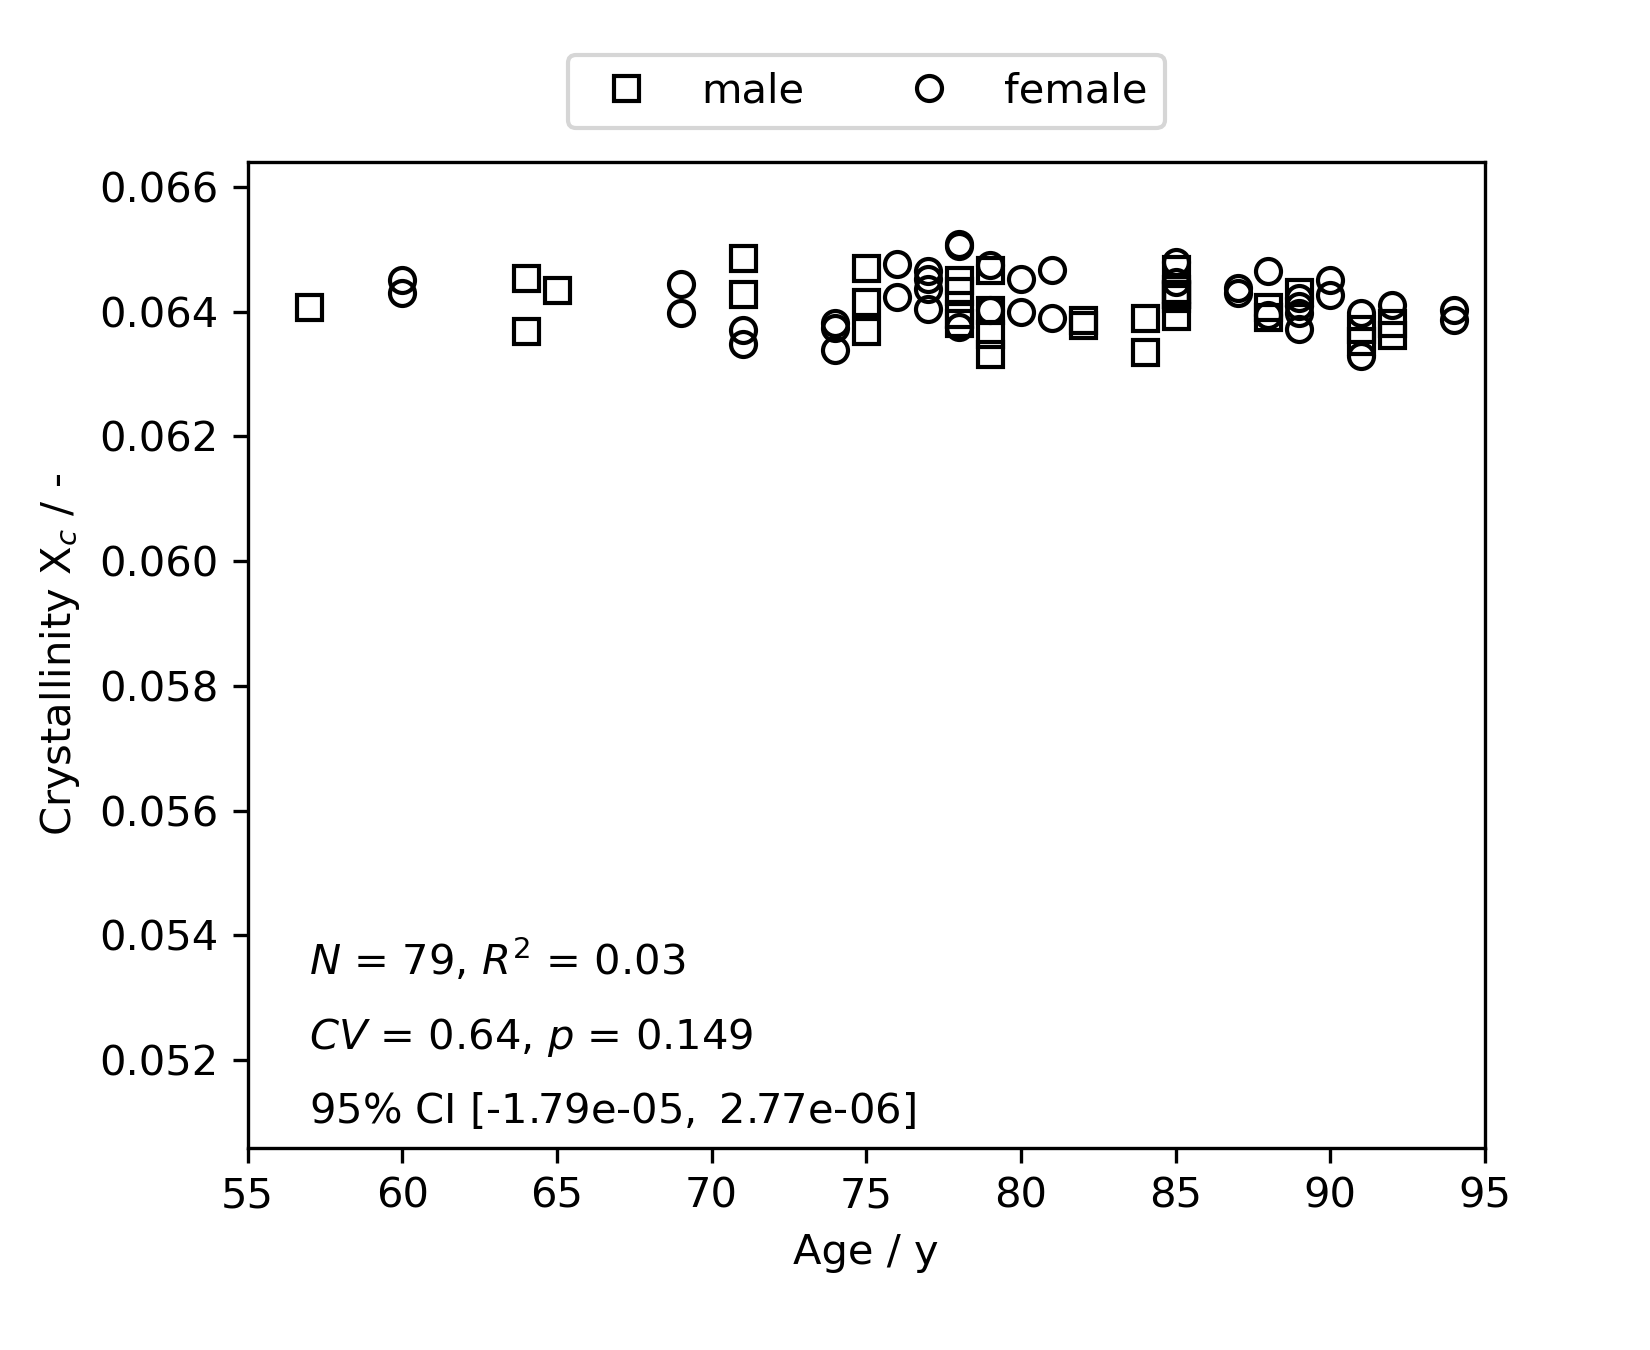 male female
0.066
0.064
0.062
0.060
0.058
0.056
0.054
0.052
Crystallinity X_c / -
N = 79, R² = 0.03
CV = 0.64, p = 0.149
95% CI [-1.79e-05, 2.77e-06]
55 60 65 70 75 80 85 90 95
Age / y